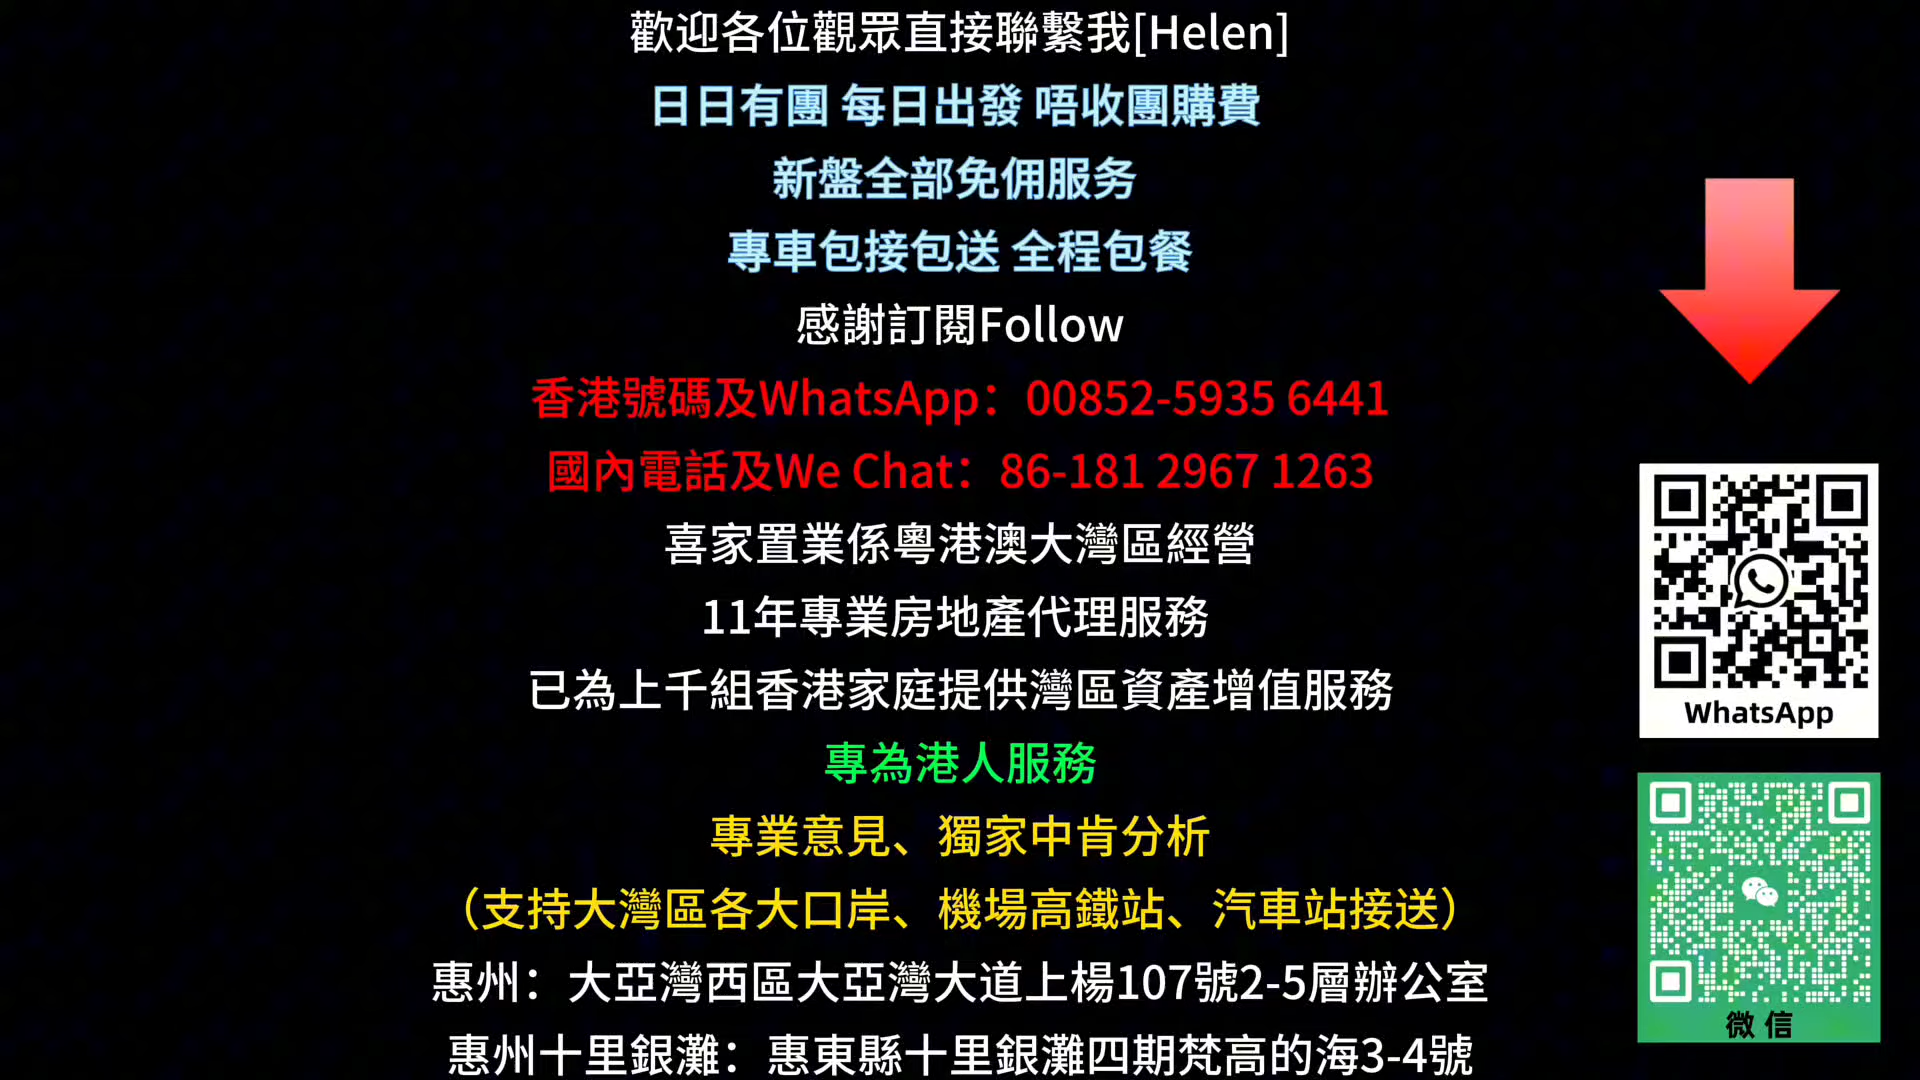 歡迎各位觀眾直接聯繫我[Helen]
日日有團 每日出發 唔收團購費
新盤全部免佣服务
專車包接包送 全程包餐
感謝訂閱Follow
香港號碼及WhatsApp：00852-5935 6441
國內電話及We Chat：86-181 2967 1263
喜家置業係粵港澳大灣區經營
11年專業房地產代理服務
已為上千組香港家庭提供灣區資產增值服務
專為港人服務
專業意見、獨家中肯分析
（支持大灣區各大口岸、機場高鐵站、汽車站接送）
惠州：大亞灣西區大亞灣大道上楊107號2-5層辦公室
惠州十里銀灘：惠東縣十里銀灘四期梵高的海3-4號
WhatsApp
微 信